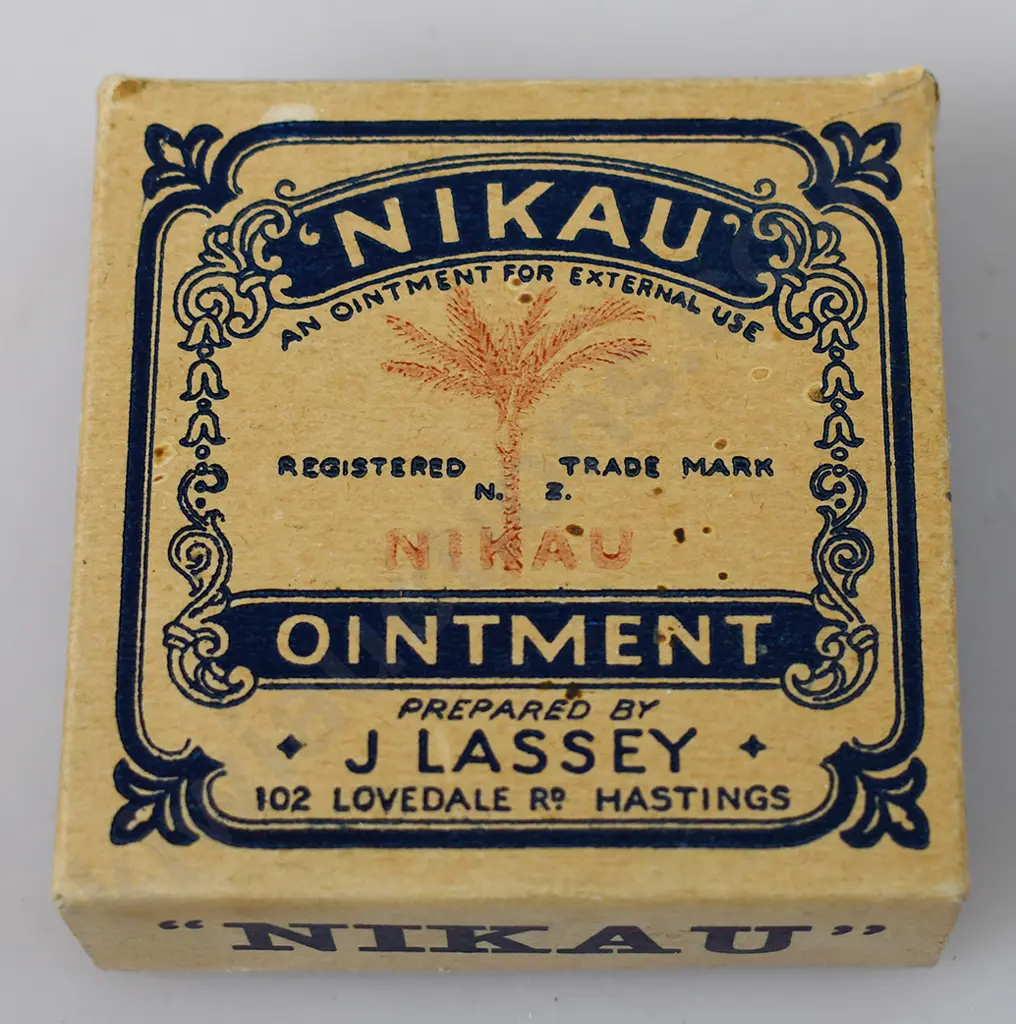 'NIKAU'
AN OINTMENT FOR EXTERNAL USE
REGISTERED TRADE MARK
N. Z.
NIKAU
OINTMENT
PREPARED BY
J LASSEY
102 LOVEDALE RD HASTINGS
"NIKAU"